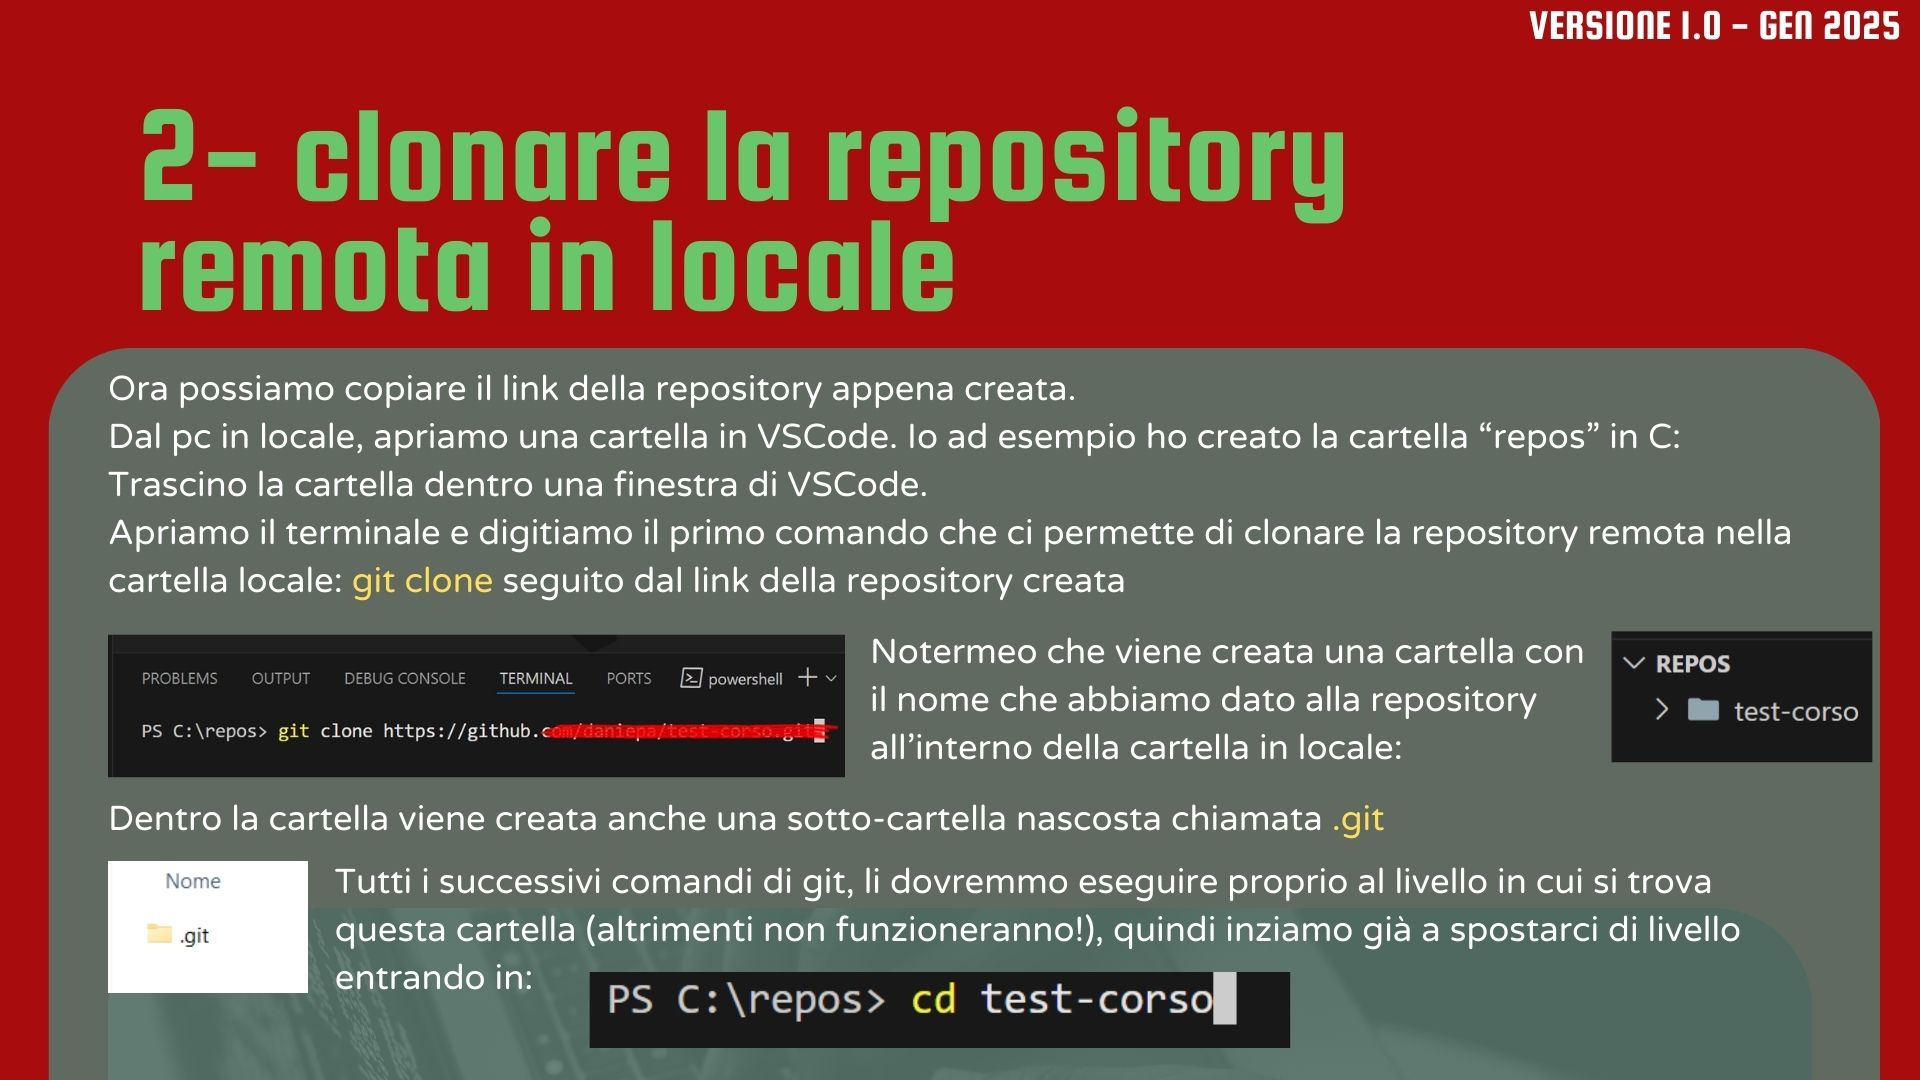 VERSIONE 1.0 - GEN 2025
2- clonare la repository
remota in locale
Ora possiamo copiare il link della repository appena creata.
Dal pc in locale, apriamo una cartella in VSCode. Io ad esempio ho creato la cartella “repos” in C:
Trascino la cartella dentro una finestra di VSCode.
Apriamo il terminale e digitiamo il primo comando che ci permette di clonare la repository remota nella
cartella locale: git clone seguito dal link della repository creata
PROBLEMS OUTPUT DEBUG CONSOLE TERMINAL PORTS powershell
PS C:\repos> git clone https://github.
Notermeo che viene creata una cartella con
il nome che abbiamo dato alla repository
all’interno della cartella in locale:
REPOS
test-corso
Dentro la cartella viene creata anche una sotto-cartella nascosta chiamata .git
Nome
.git
Tutti i successivi comandi di git, li dovremmo eseguire proprio al livello in cui si trova
questa cartella (altrimenti non funzioneranno!), quindi inziamo già a spostarci di livello
entrando in:
PS C:\repos> cd test-corso